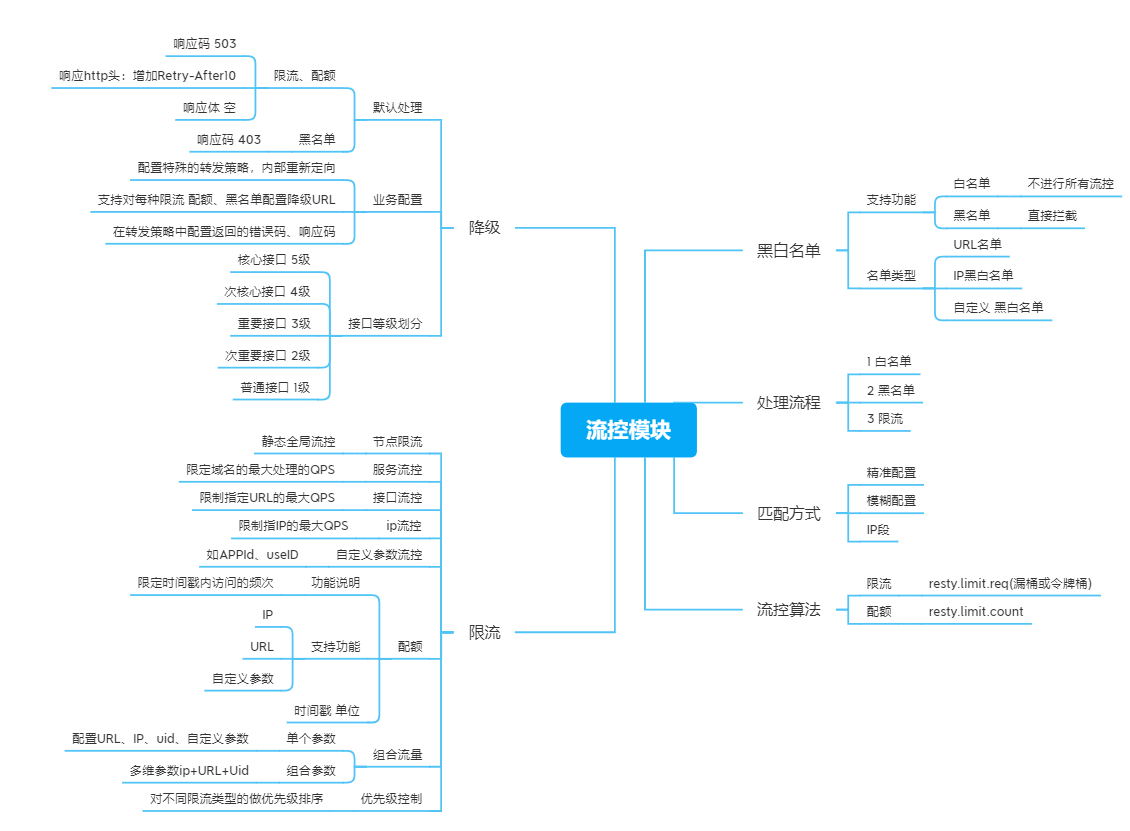 流控模块
黑白名单
支持功能
白名单
不进行所有流控
黑名单
直接拦截
名单类型
URL名单
IP黑白名单
自定义 黑白名单
处理流程
1 白名单
2 黑名单
3 限流
匹配方式
精准配置
模糊配置
IP段
流控算法
限流
resty.limit.req(漏桶或令牌桶)
配额
resty.limit.count
降级
默认处理
限流、配额
响应码 503
响应http头：增加Retry-After10
响应体 空
黑名单
响应码 403
业务配置
配置特殊的转发策略，内部重新定向
支持对每种限流 配额、黑名单配置降级URL
在转发策略中配置返回的错误码、响应码
接口等级划分
核心接口 5级
次核心接口 4级
重要接口 3级
次重要接口 2级
普通接口 1级
限流
节点限流
静态全局流控
服务流控
限定域名的最大处理的QPS
接口流控
限制指定URL的最大QPS
ip流控
限制指IP的最大QPS
自定义参数流控
如APPId、useID
配额
功能说明
限定时间戳内访问的频次
支持功能
IP
URL
自定义参数
时间戳 单位
组合流量
单个参数
配置URL、IP、uid、自定义参数
组合参数
多维参数ip+URL+Uid
优先级控制
对不同限流类型的做优先级排序